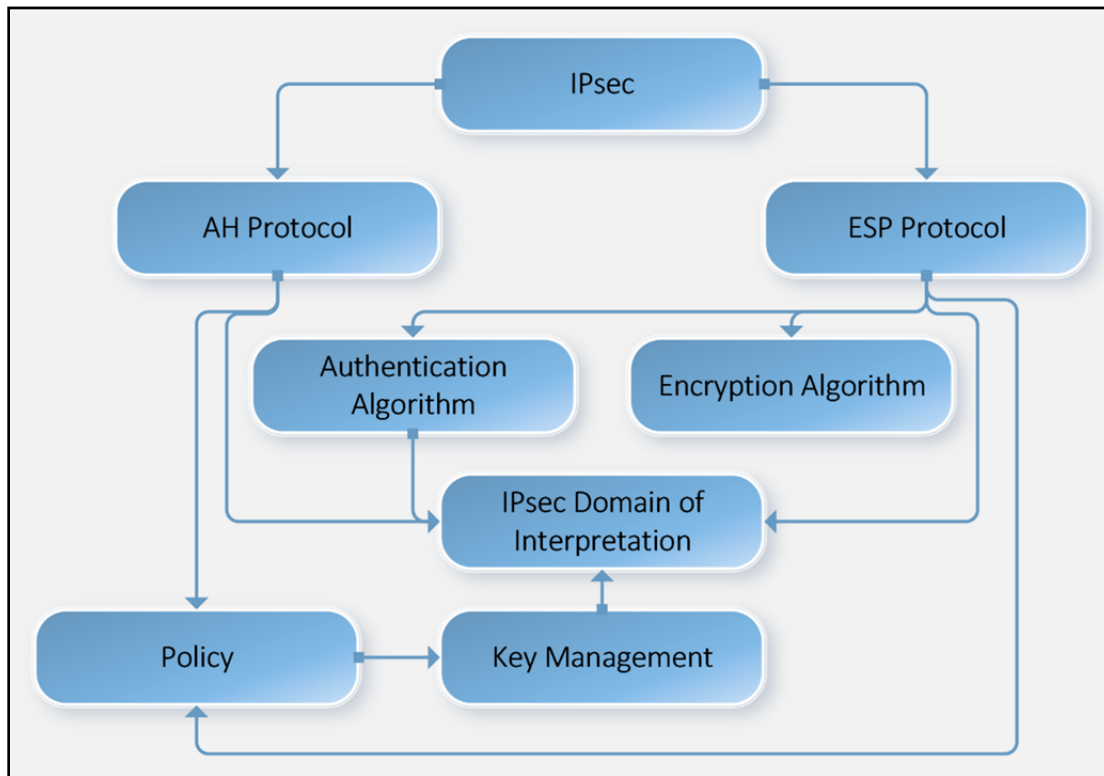 IPsec
AH Protocol
ESP Protocol
Authentication
Algorithm
Encryption Algorithm
IPsec Domain of
Interpretation
Policy
Key Management